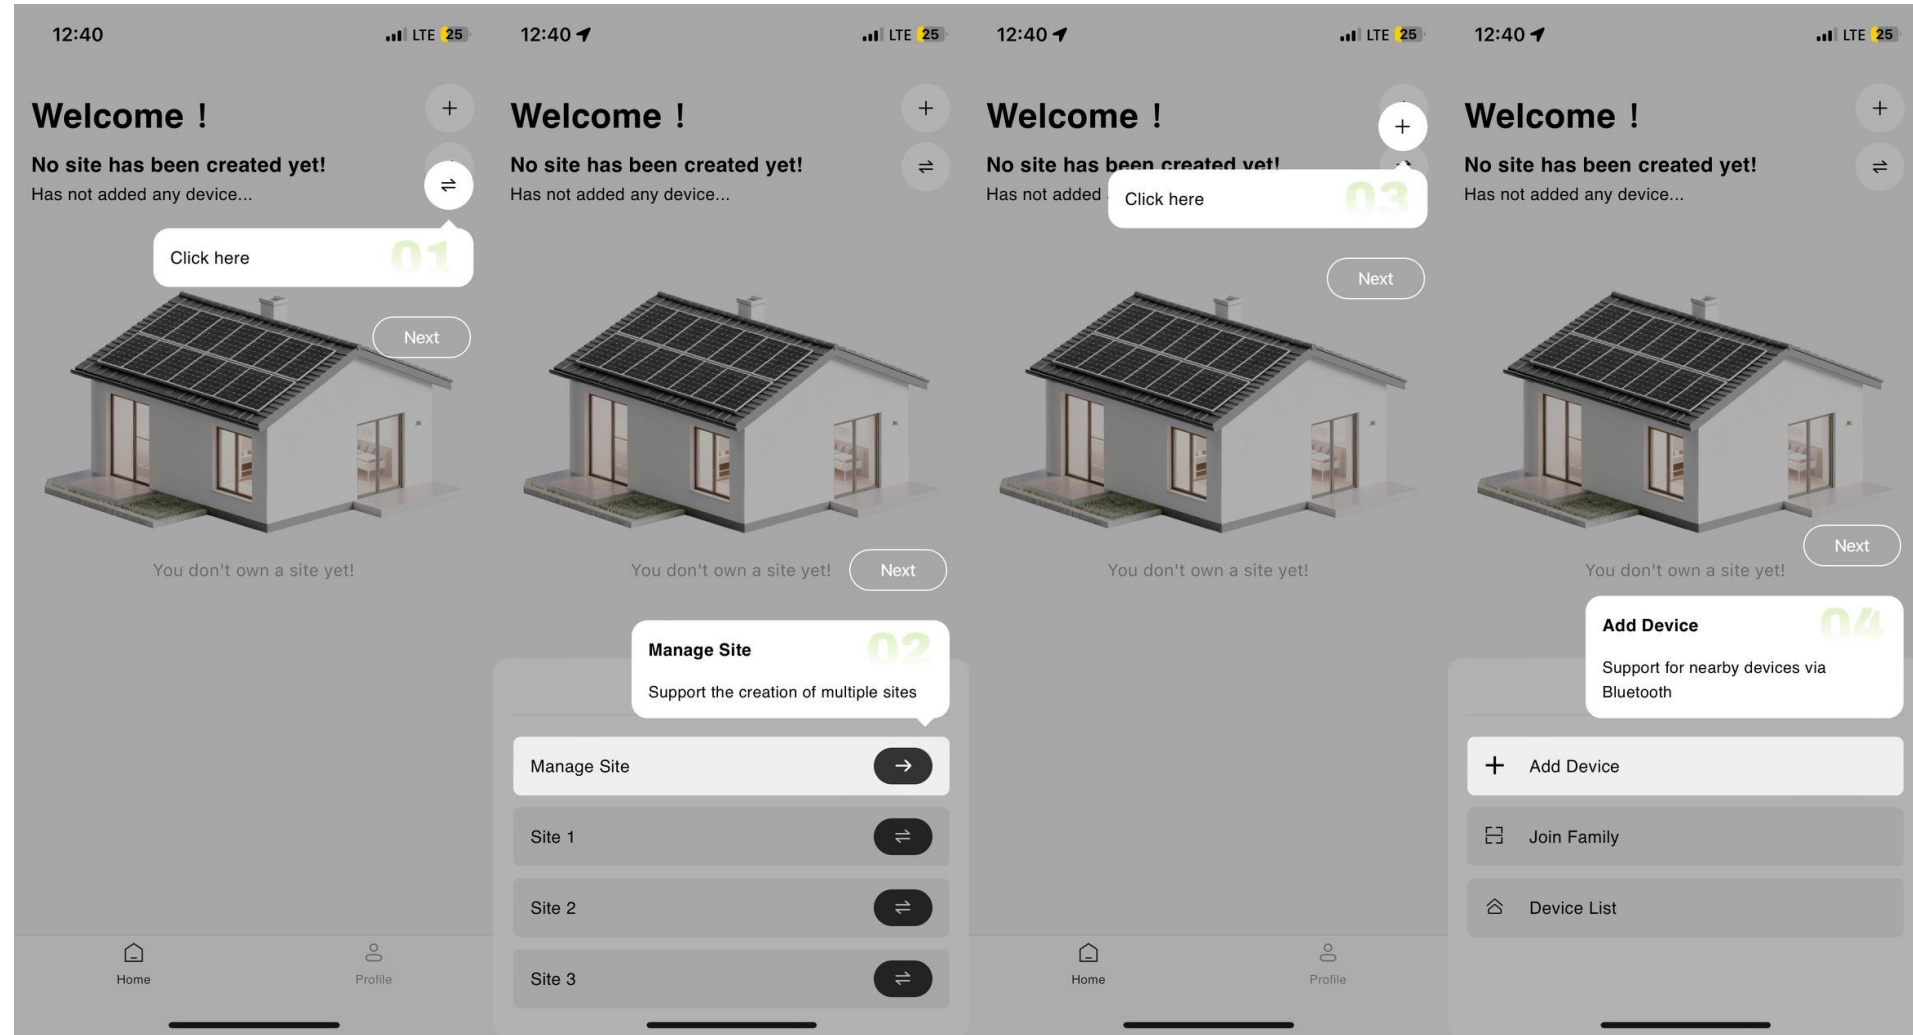 12:40
LTE 25
Welcome !
No site has been created yet!
Has not added any device...
Click here
01
Next
You don't own a site yet!
Home
Profile
12:40
LTE 25
Welcome !
No site has been created yet!
Has not added any device...
You don't own a site yet!
Next
Manage Site
02
Support the creation of multiple sites
Manage Site
Site 1
Site 2
Site 3
12:40
LTE 25
Welcome !
No site has been created yet!
Has not added
Click here
03
Next
You don't own a site yet!
Home
Profile
12:40
LTE 25
Welcome !
No site has been created yet!
Has not added any device...
Next
You don't own a site yet!
Add Device
04
Support for nearby devices via
Bluetooth
Add Device
Join Family
Device List